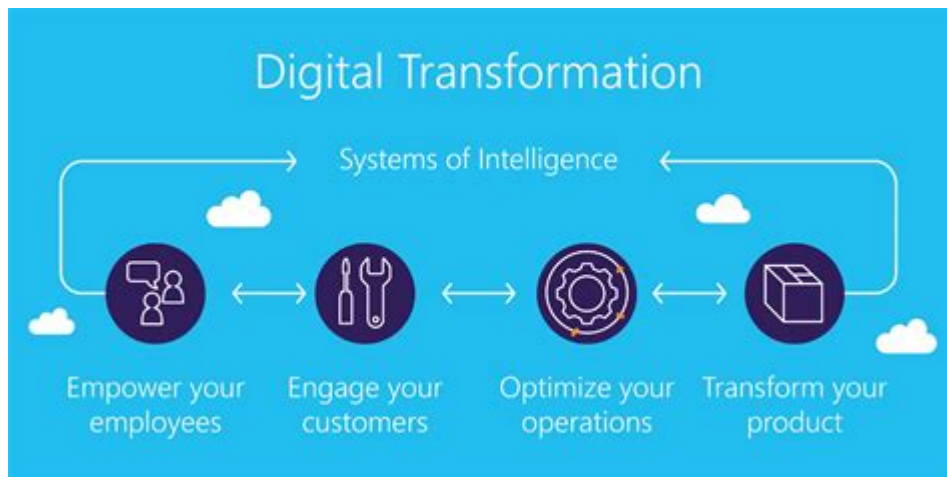 Digital Transformation
Systems of Intelligence
Empower your
employees
Engage your
customers
Optimize your
operations
Transform your
product